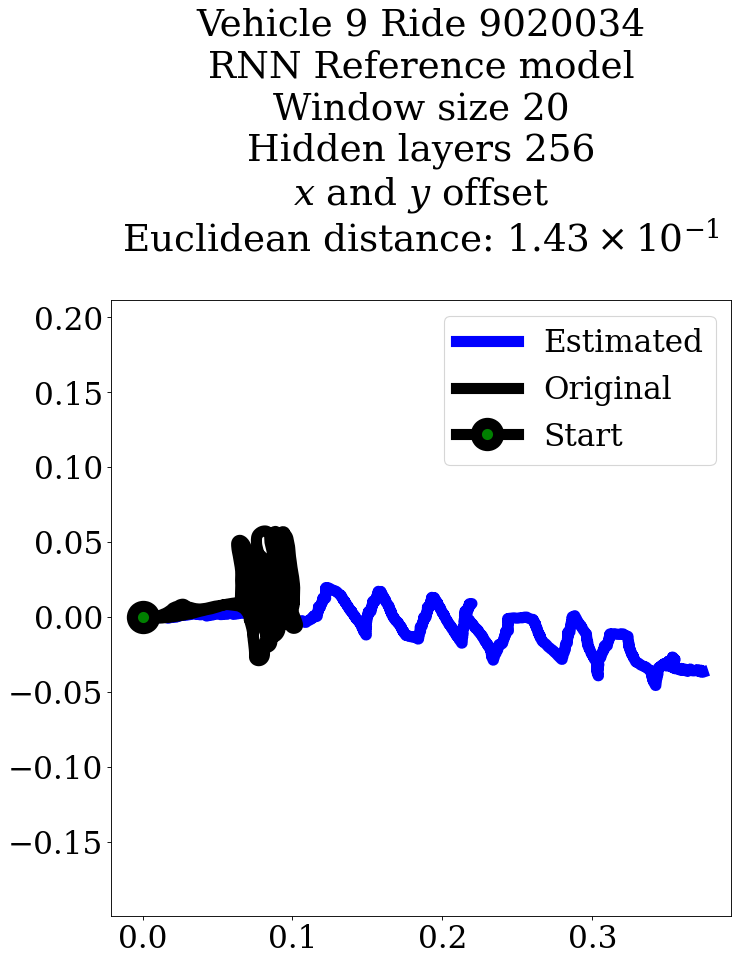 Vehicle 9 Ride 9020034
RNN Reference model
Window size 20
Hidden layers 256
x and y offset
Euclidean distance: 1.43 × 10⁻¹
Estimated
Original
Start
0.20
0.15
0.10
0.05
0.00
−0.05
−0.10
−0.15
0.0 0.1 0.2 0.3